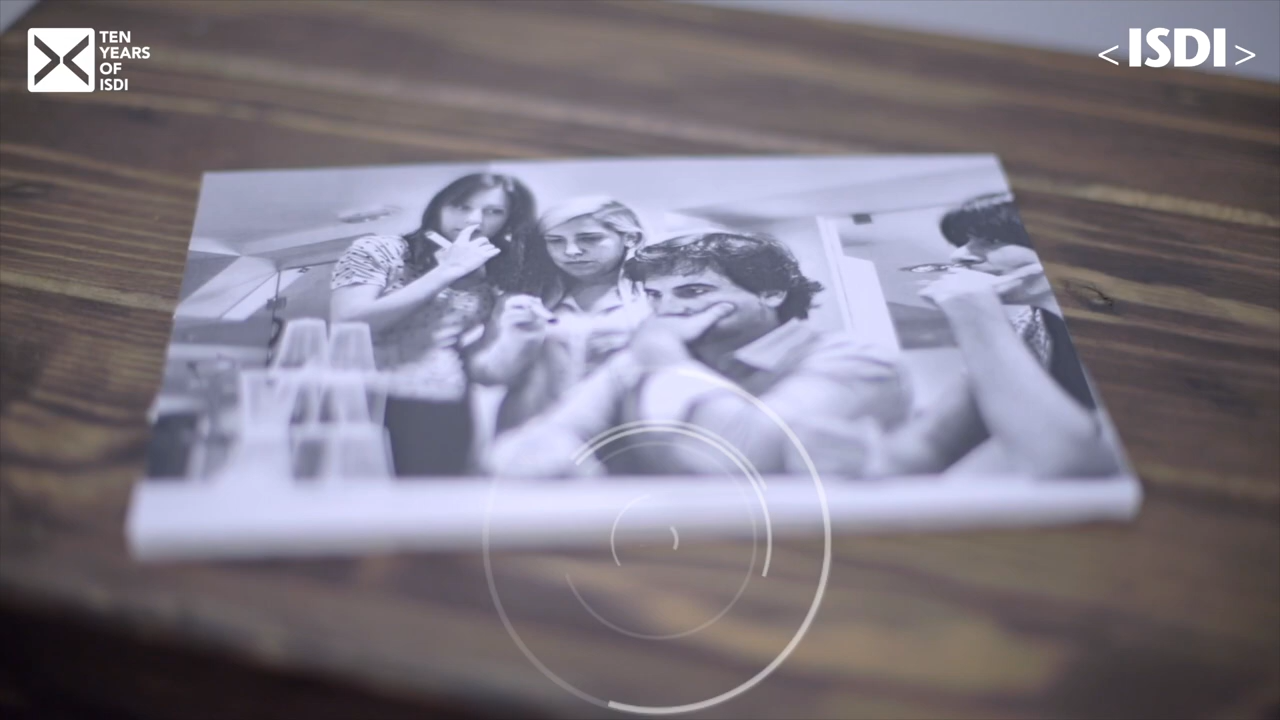 TEN
YEARS
OF
ISDI
< ISDI >